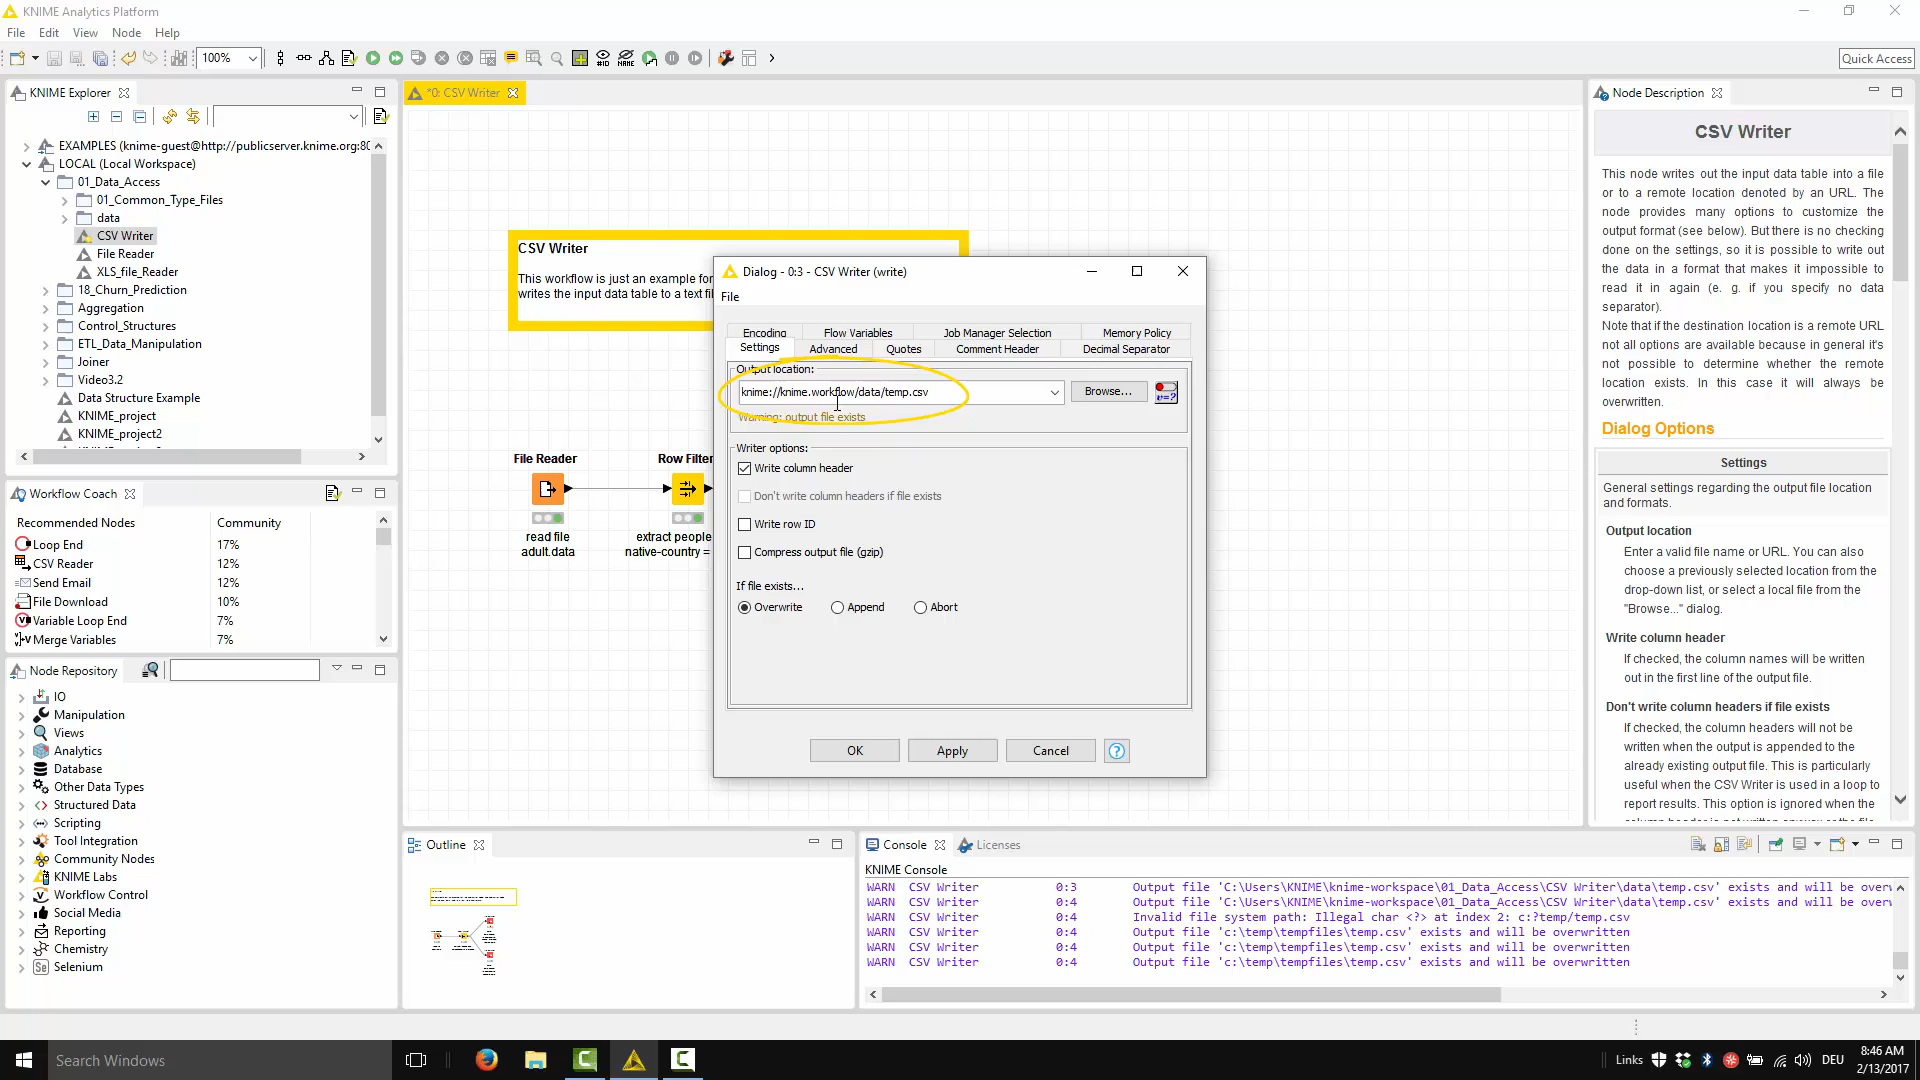 KNIME Analytics Platform
File Edit View Node Help
100%
Quick Access
KNIME Explorer
EXAMPLES (knime-guest@http://publicserver.knime.org:80
LOCAL (Local Workspace)
01_Data_Access
01_Common_Type_Files
data
CSV Writer
File Reader
XLS_file_Reader
18_Churn_Prediction
Aggregation
Control_Structures
ETL_Data_Manipulation
Joiner
Video3.2
Data Structure Example
KNIME_project
KNIME_project2
Workflow Coach
Recommended Nodes Community
Loop End 17%
CSV Reader 12%
Send Email 12%
File Download 10%
Variable Loop End 7%
Merge Variables 7%
Node Repository
IO
Manipulation
Views
Analytics
Database
Other Data Types
Structured Data
Scripting
Tool Integration
Community Nodes
KNIME Labs
Workflow Control
Social Media
Reporting
Chemistry
Selenium
*0: CSV Writer
CSV Writer
This workflow is just an example for
writes the input data table to a text fil
File Reader
read file
adult.data
Row Filter
extract people
native-country =
Dialog - 0:3 - CSV Writer (write)
File
Encoding Flow Variables Job Manager Selection Memory Policy
Settings Advanced Quotes Comment Header Decimal Separator
Output location:
knime://knime.workflow/data/temp.csv
Browse...
v=?
Warning: output file exists
Writer options:
Write column header
Don't write column headers if file exists
Write row ID
Compress output file (gzip)
If file exists...
Overwrite Append Abort
OK Apply Cancel
Node Description
CSV Writer
This node writes out the input data table into a file
or to a remote location denoted by an URL. The
node provides many options to customize the
output format (see below). But there is no checking
done on the settings, so it is possible to write out
the data in a format that makes it impossible to
read it in again (e. g. if you specify no data
separator).
Note that if the destination location is a remote URL
not all options are available because in general it's
not possible to determine whether the remote
location exists. In this case it will always be
overwritten.
Dialog Options
Settings
General settings regarding the output file location
and formats.
Output location
Enter a valid file name or URL. You can also
choose a previously selected location from the
drop-down list, or select a local file from the
"Browse..." dialog.
Write column header
If checked, the column names will be written
out in the first line of the output file.
Don't write column headers if file exists
If checked, the column headers will not be
written when the output is appended to the
already existing output file. This is particularly
useful when the CSV Writer is used in a loop to
report results. This option is ignored when the
Outline
Console Licenses
KNIME Console
WARN CSV Writer 0:3 Output file 'C:\Users\KNIME\knime-workspace\01_Data_Access\CSV Writer\data\temp.csv' exists and will be overw
WARN CSV Writer 0:4 Output file 'C:\Users\KNIME\knime-workspace\01_Data_Access\CSV Writer\data\temp.csv' exists and will be overw
WARN CSV Writer 0:4 Invalid file system path: Illegal char <?> at index 2: c:?temp/temp.csv
WARN CSV Writer 0:4 Output file 'c:\temp\tempfiles\temp.csv' exists and will be overwritten
WARN CSV Writer 0:4 Output file 'c:\temp\tempfiles\temp.csv' exists and will be overwritten
WARN CSV Writer 0:4 Output file 'c:\temp\tempfiles\temp.csv' exists and will be overwritten
Search Windows
Links
DEU
8:46 AM
2/13/2017